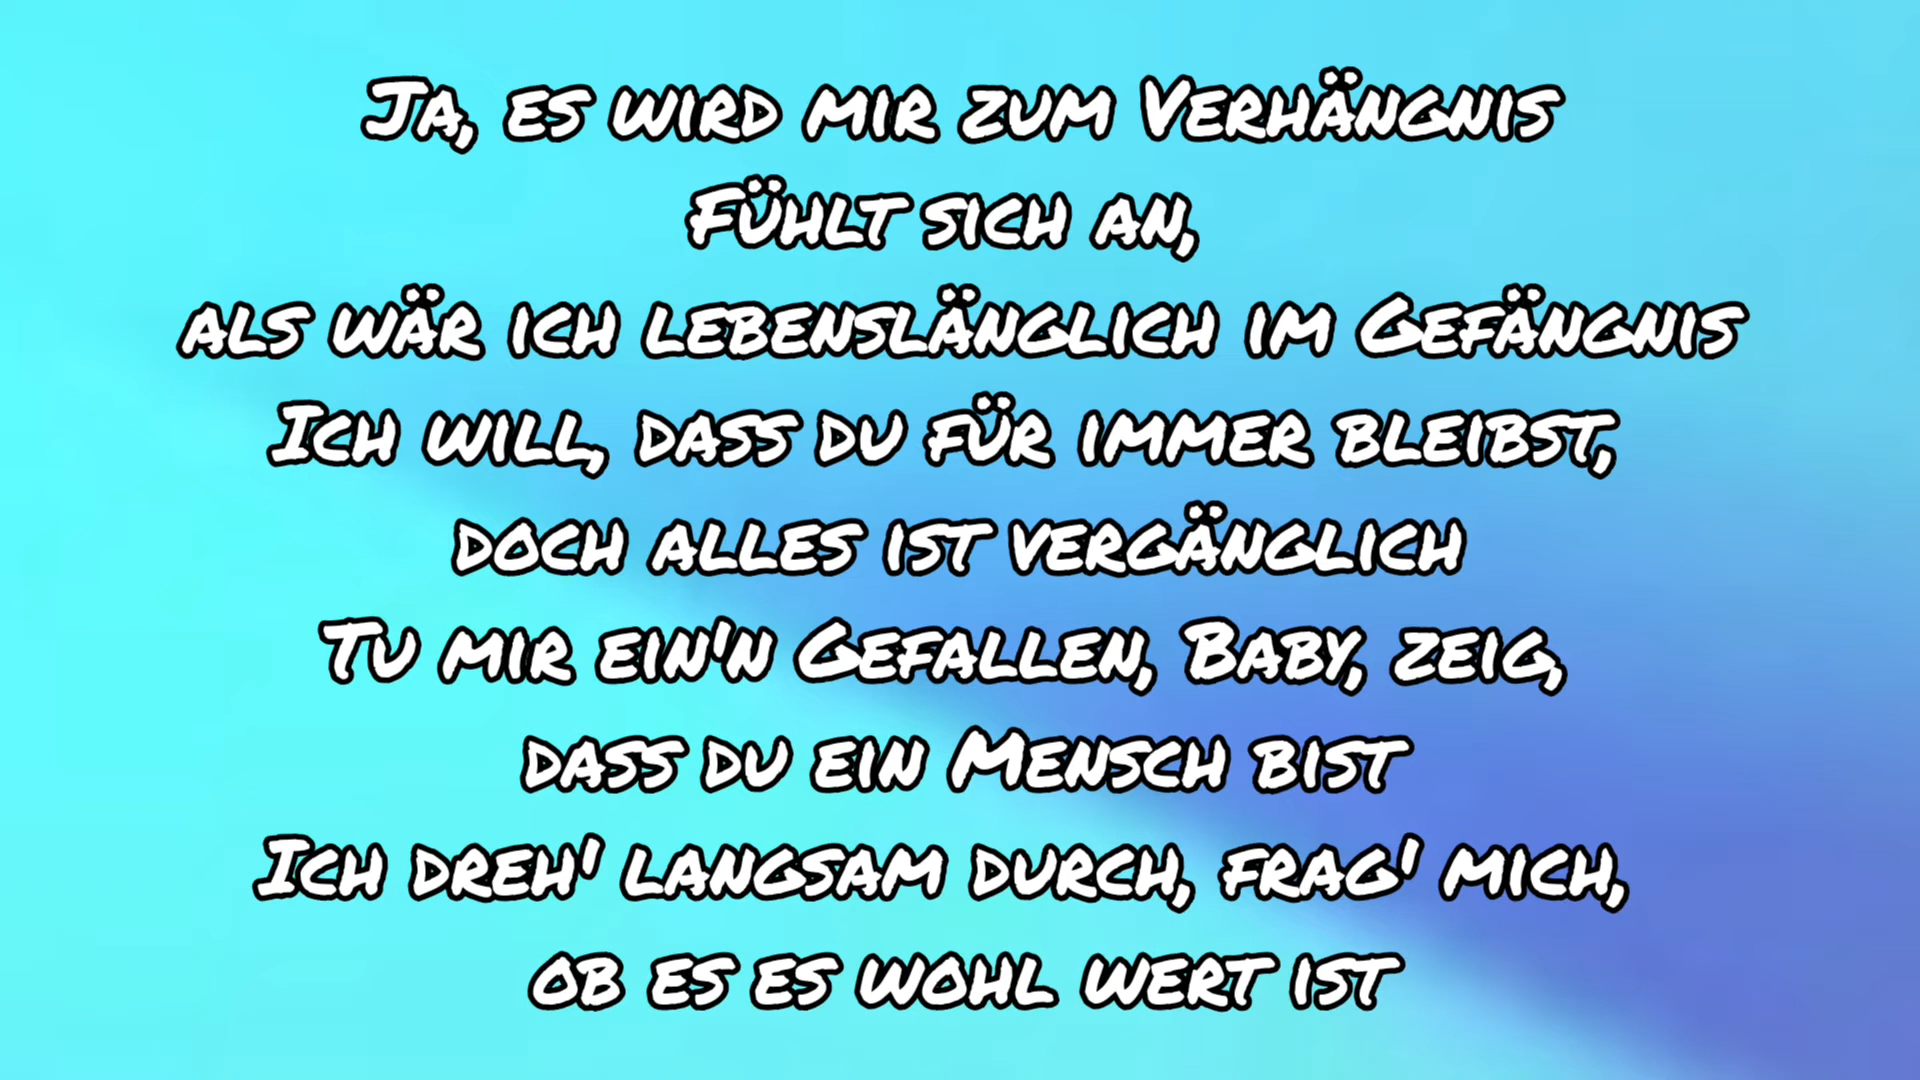 Ja, es wird mir zum Verhängnis
Fühlt sich an,
als wär ich lebenslänglich im Gefängnis
Ich will, dass du für immer bleibst,
doch alles ist vergänglich
Tu mir ein'n Gefallen, Baby, zeig,
dass du ein Mensch bist
Ich dreh' langsam durch, frag' mich,
ob es es wohl wert ist